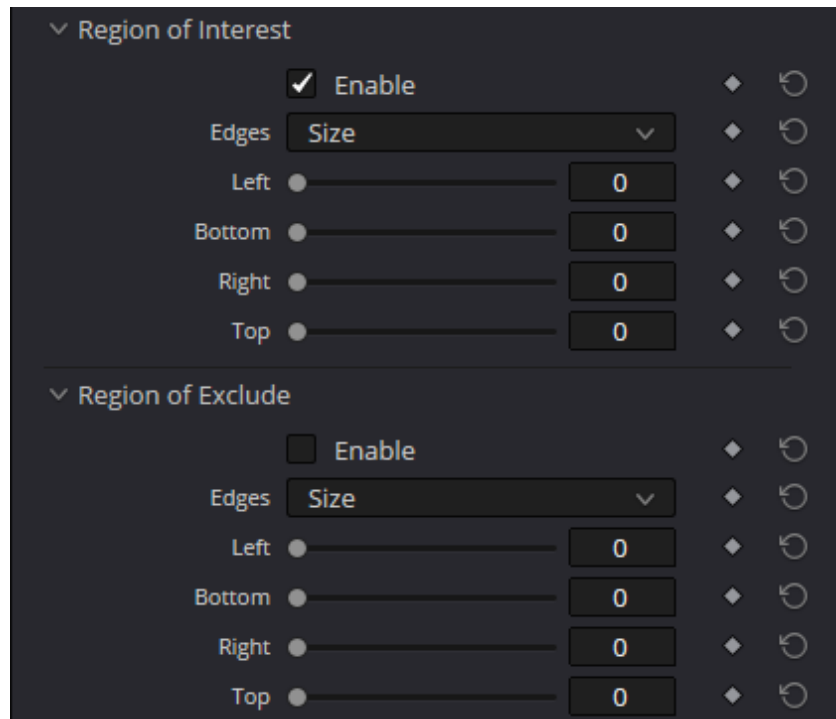 Region of Interest
Enable
Edges Size
Left 0
Bottom 0
Right 0
Top 0
Region of Exclude
Enable
Edges Size
Left 0
Bottom 0
Right 0
Top 0